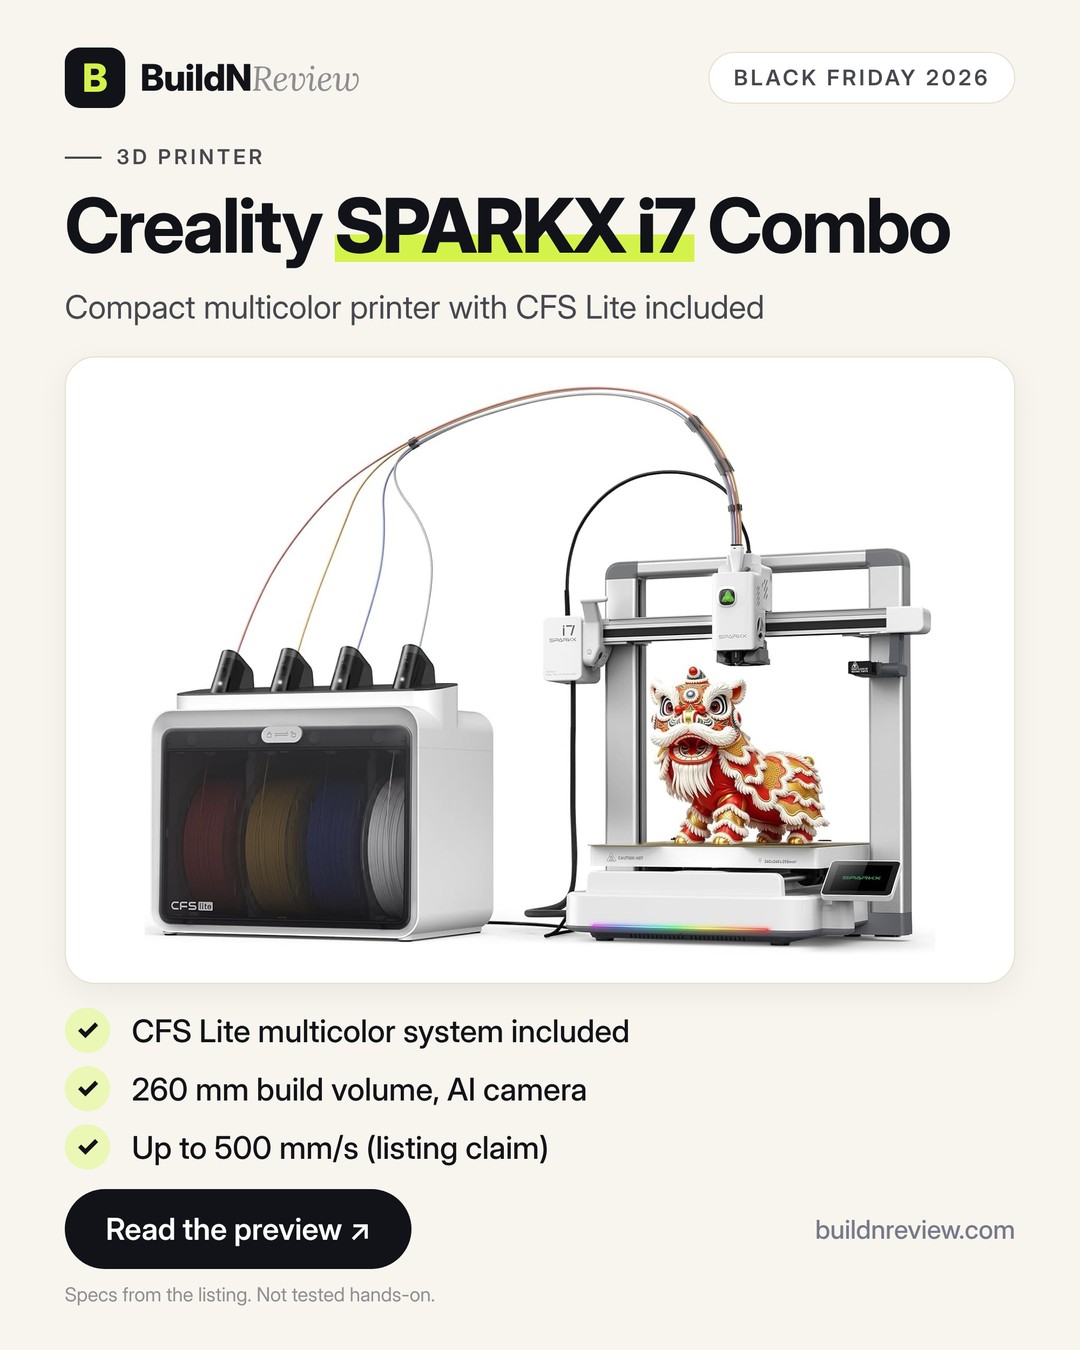 B BuildNReview
BLACK FRIDAY 2026
3D PRINTER
Creality SPARKX i7 Combo
Compact multicolor printer with CFS Lite included
i7
SPARKX
CAUTION HOT
SPARKX
CFS lite
CFS Lite multicolor system included
260 mm build volume, AI camera
Up to 500 mm/s (listing claim)
Read the preview ↗
buildnreview.com
Specs from the listing. Not tested hands-on.